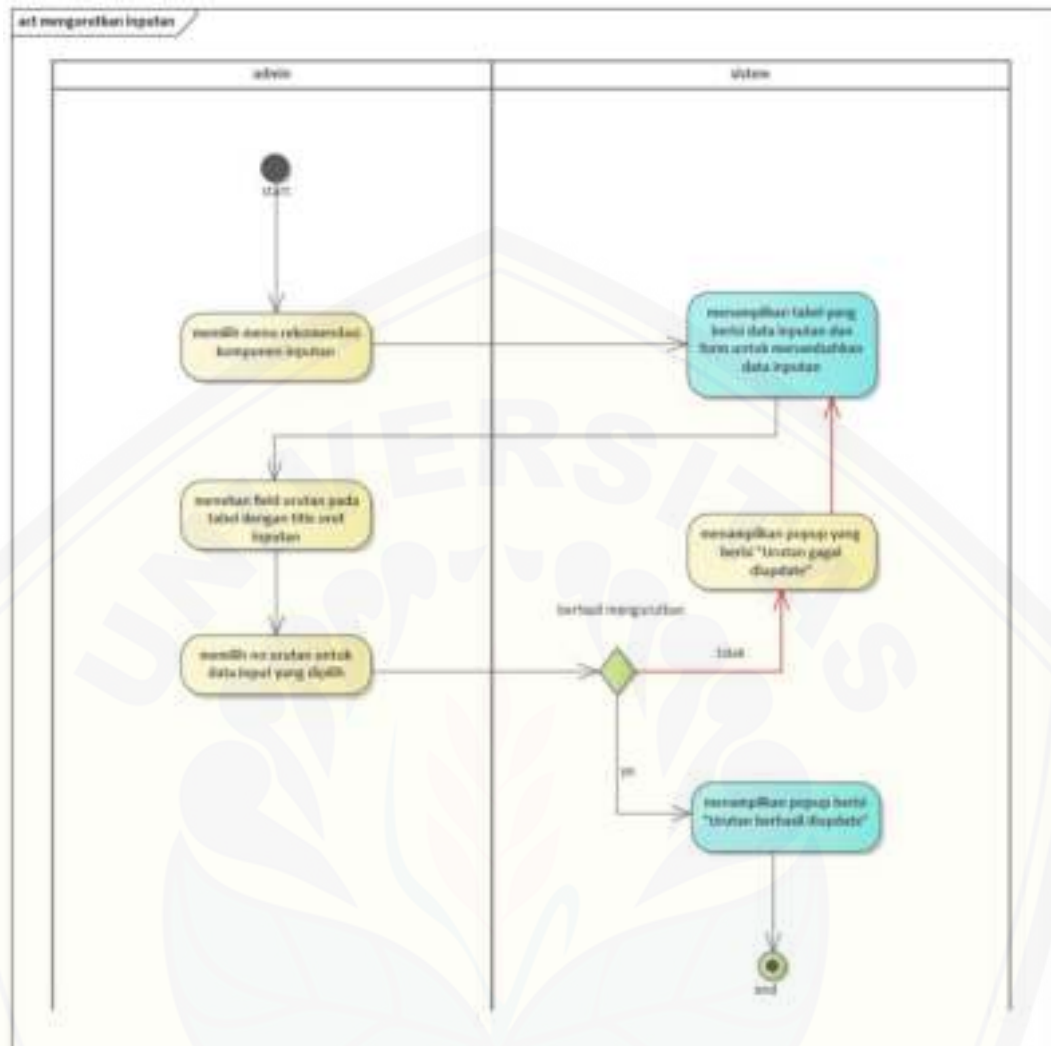 act mengurutkan inputan
admin
sistem
start
memilih menu rekomendasi
komponen inputan
menampilkan tabel yang
berisi data inputan dan
form untuk menambahkan
data inputan
menekan field urutan pada
tabel dengan title urut
inputan
menampilkan popup yang
berisi "Urutan gagal
diupdate"
berhasil mengurutkan
memilih no urutan untuk
data input yang dipilih
tidak
ya
menampilkan popup berisi
"Urutan berhasil diupdate"
end
UNIVERSITAS